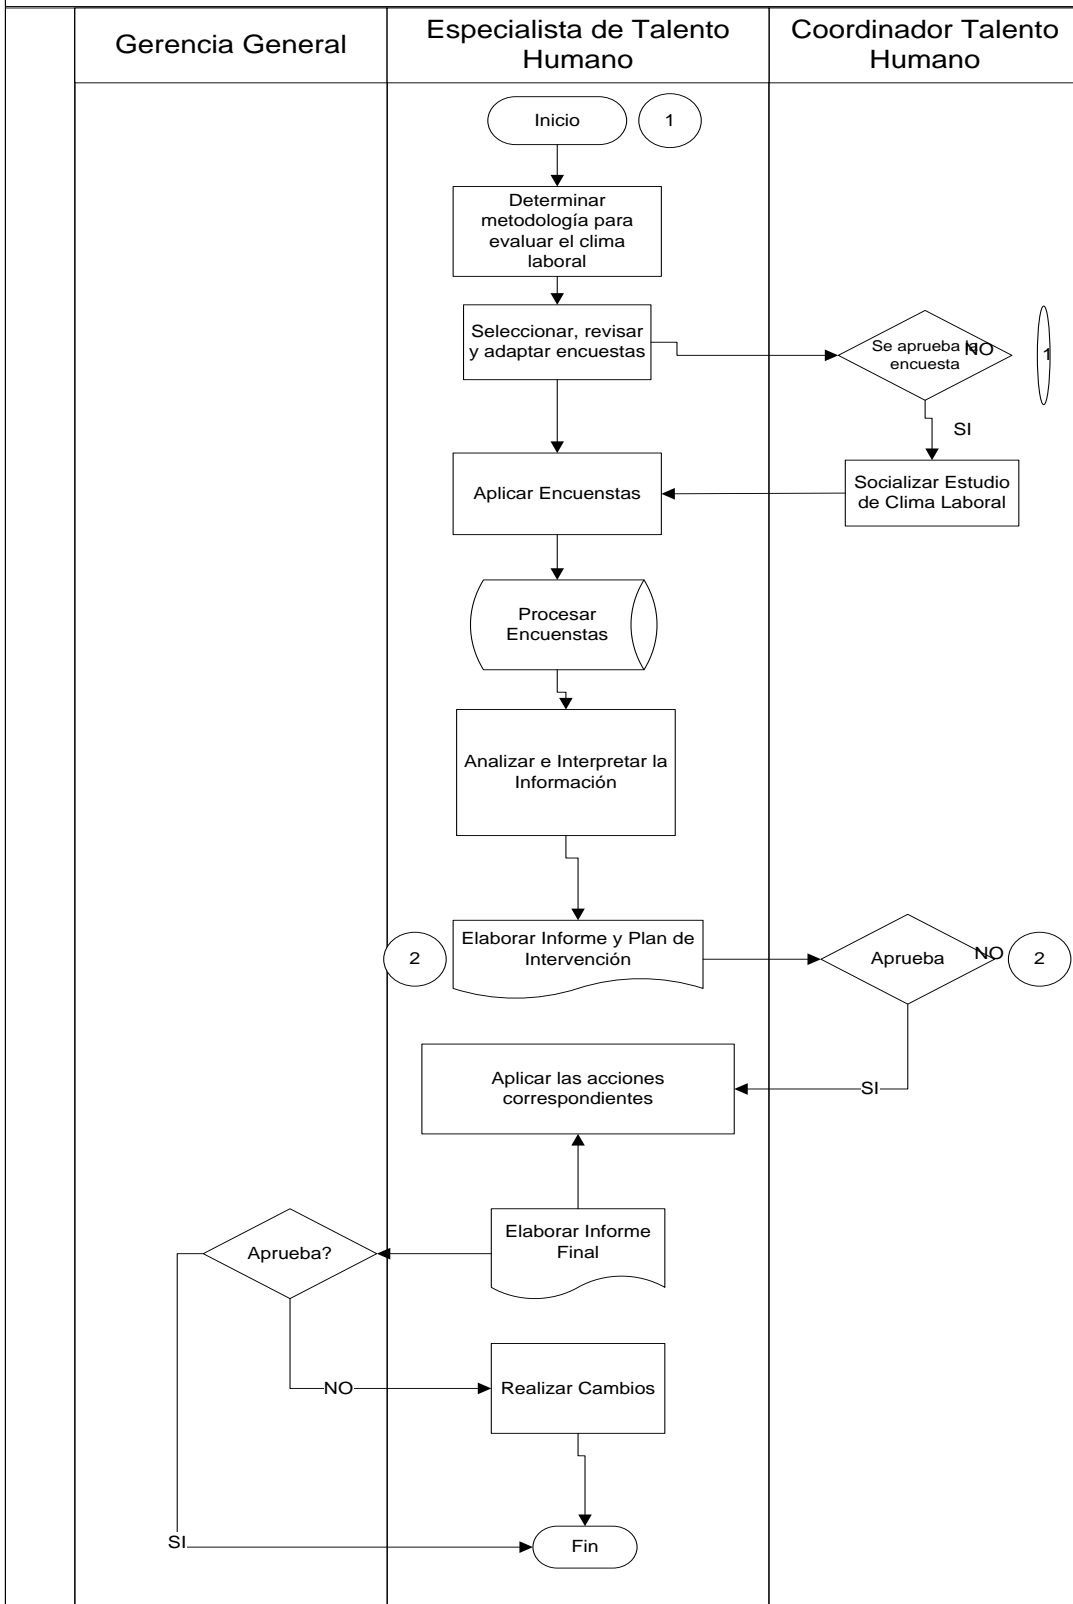 Gerencia General
Especialista de Talento
Humano
Coordinador Talento
Humano
Inicio
1
Determinar
metodología para
evaluar el clima
laboral
Seleccionar, revisar
y adaptar encuestas
Se aprueba la
encuesta
NO
1
SI
Socializar Estudio
de Clima Laboral
Aplicar Encuenstas
Procesar
Encuenstas
Analizar e Interpretar la
Información
2
Elaborar Informe y Plan de
Intervención
Aprueba
NO
2
SI
Aplicar las acciones
correspondientes
Elaborar Informe
Final
Aprueba?
NO
Realizar Cambios
SI
Fin